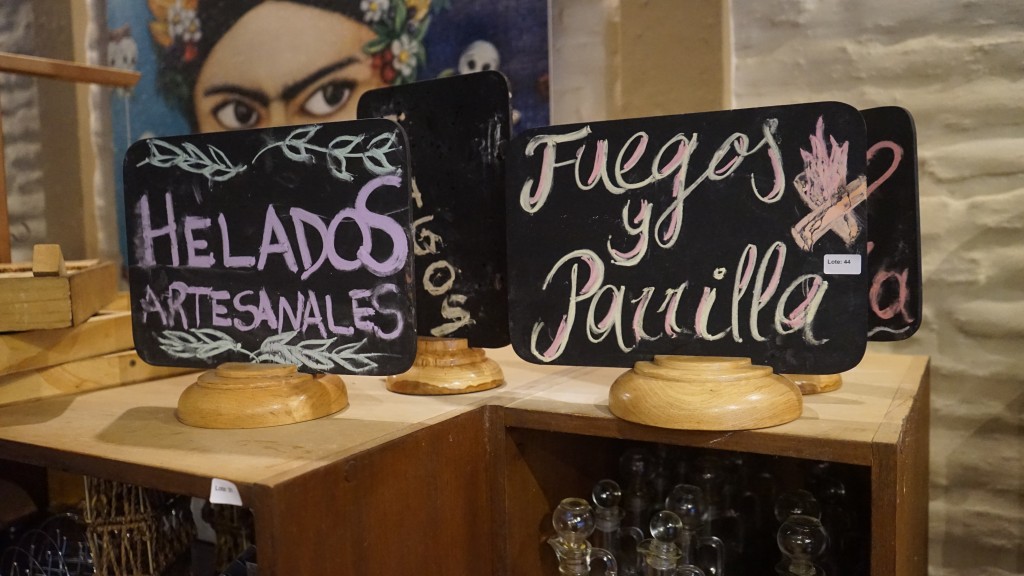 HELADOS
ARTESANALES
Fuegos
y
Parrilla
Lote: 44